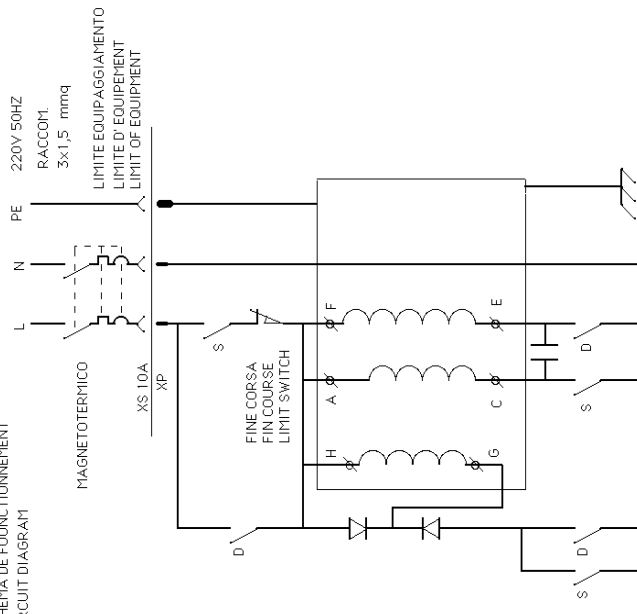 HEMA DE FOUNCTIONNEMENT
RCUIT DIAGRAM
MAGNETOTERMICO
L
N
PE
220V 50HZ
RACCOM.
3x1,5 mmq
LIMITE EQUIPAGGIAMENTO
LIMITE D' EQUIPEMENT
LIMIT OF EQUIPMENT
XS 10A
XP
S
FINE CORSA
FIN COURSE
LIMIT SWITCH
D
H
A
F
G
C
E
S
D
S
D